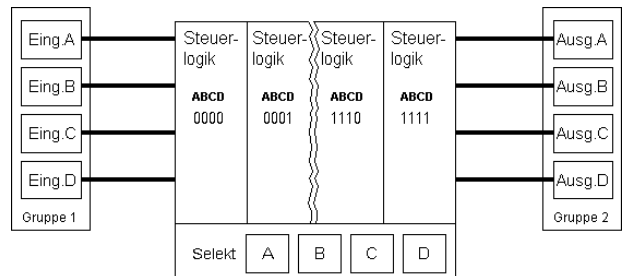 Eing.A
Eing.B
Eing.C
Eing.D
Gruppe 1
Steuer-
logik
ABCD
0000
Steuer-
logik
ABCD
0001
Steuer-
logik
ABCD
1110
Steuer-
logik
ABCD
1111
Selekt A B C D
Ausg.A
Ausg.B
Ausg.C
Ausg.D
Gruppe 2